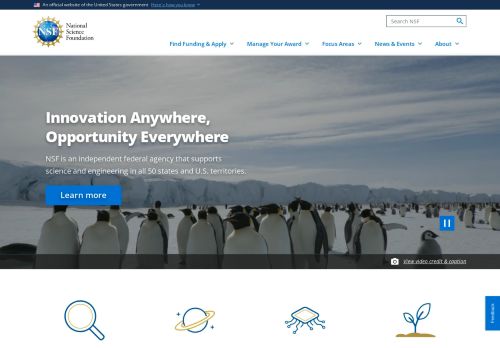 An official website of the United States government Here's how you know
NSF
National
Science
Foundation
Search NSF
Find Funding & Apply
Manage Your Award
Focus Areas
News & Events
About
Innovation Anywhere,
Opportunity Everywhere
NSF is an independent federal agency that supports
science and engineering in all 50 states and U.S. territories.
Learn more
View video credit & caption
Feedback